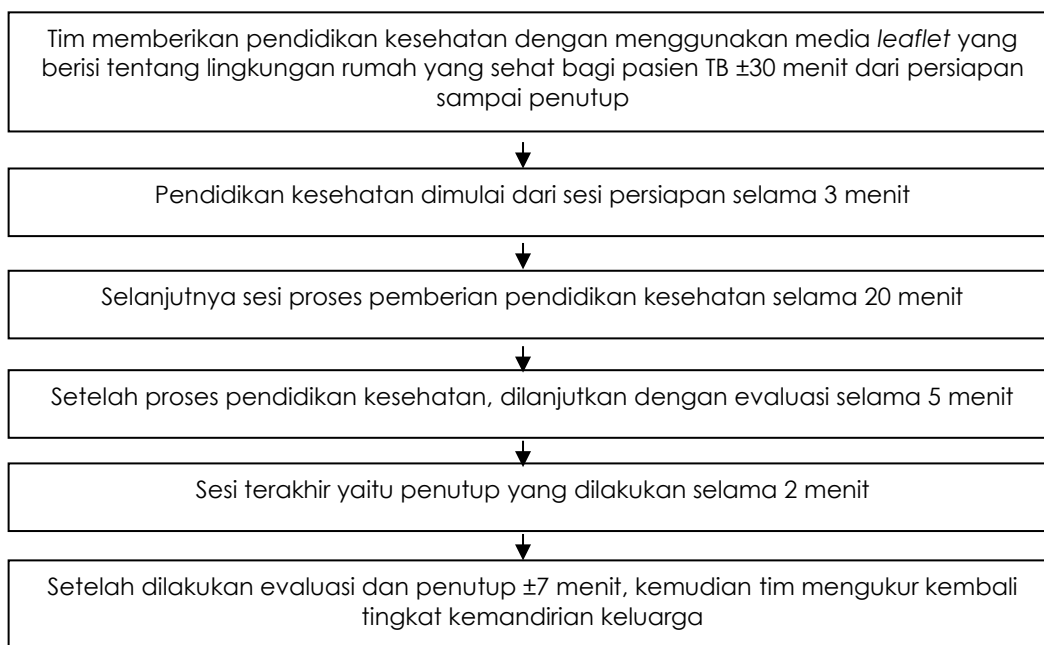 Tim memberikan pendidikan kesehatan dengan menggunakan media leaflet yang
berisi tentang lingkungan rumah yang sehat bagi pasien TB ±30 menit dari persiapan
sampai penutup
Pendidikan kesehatan dimulai dari sesi persiapan selama 3 menit
Selanjutnya sesi proses pemberian pendidikan kesehatan selama 20 menit
Setelah proses pendidikan kesehatan, dilanjutkan dengan evaluasi selama 5 menit
Sesi terakhir yaitu penutup yang dilakukan selama 2 menit
Setelah dilakukan evaluasi dan penutup ±7 menit, kemudian tim mengukur kembali
tingkat kemandirian keluarga